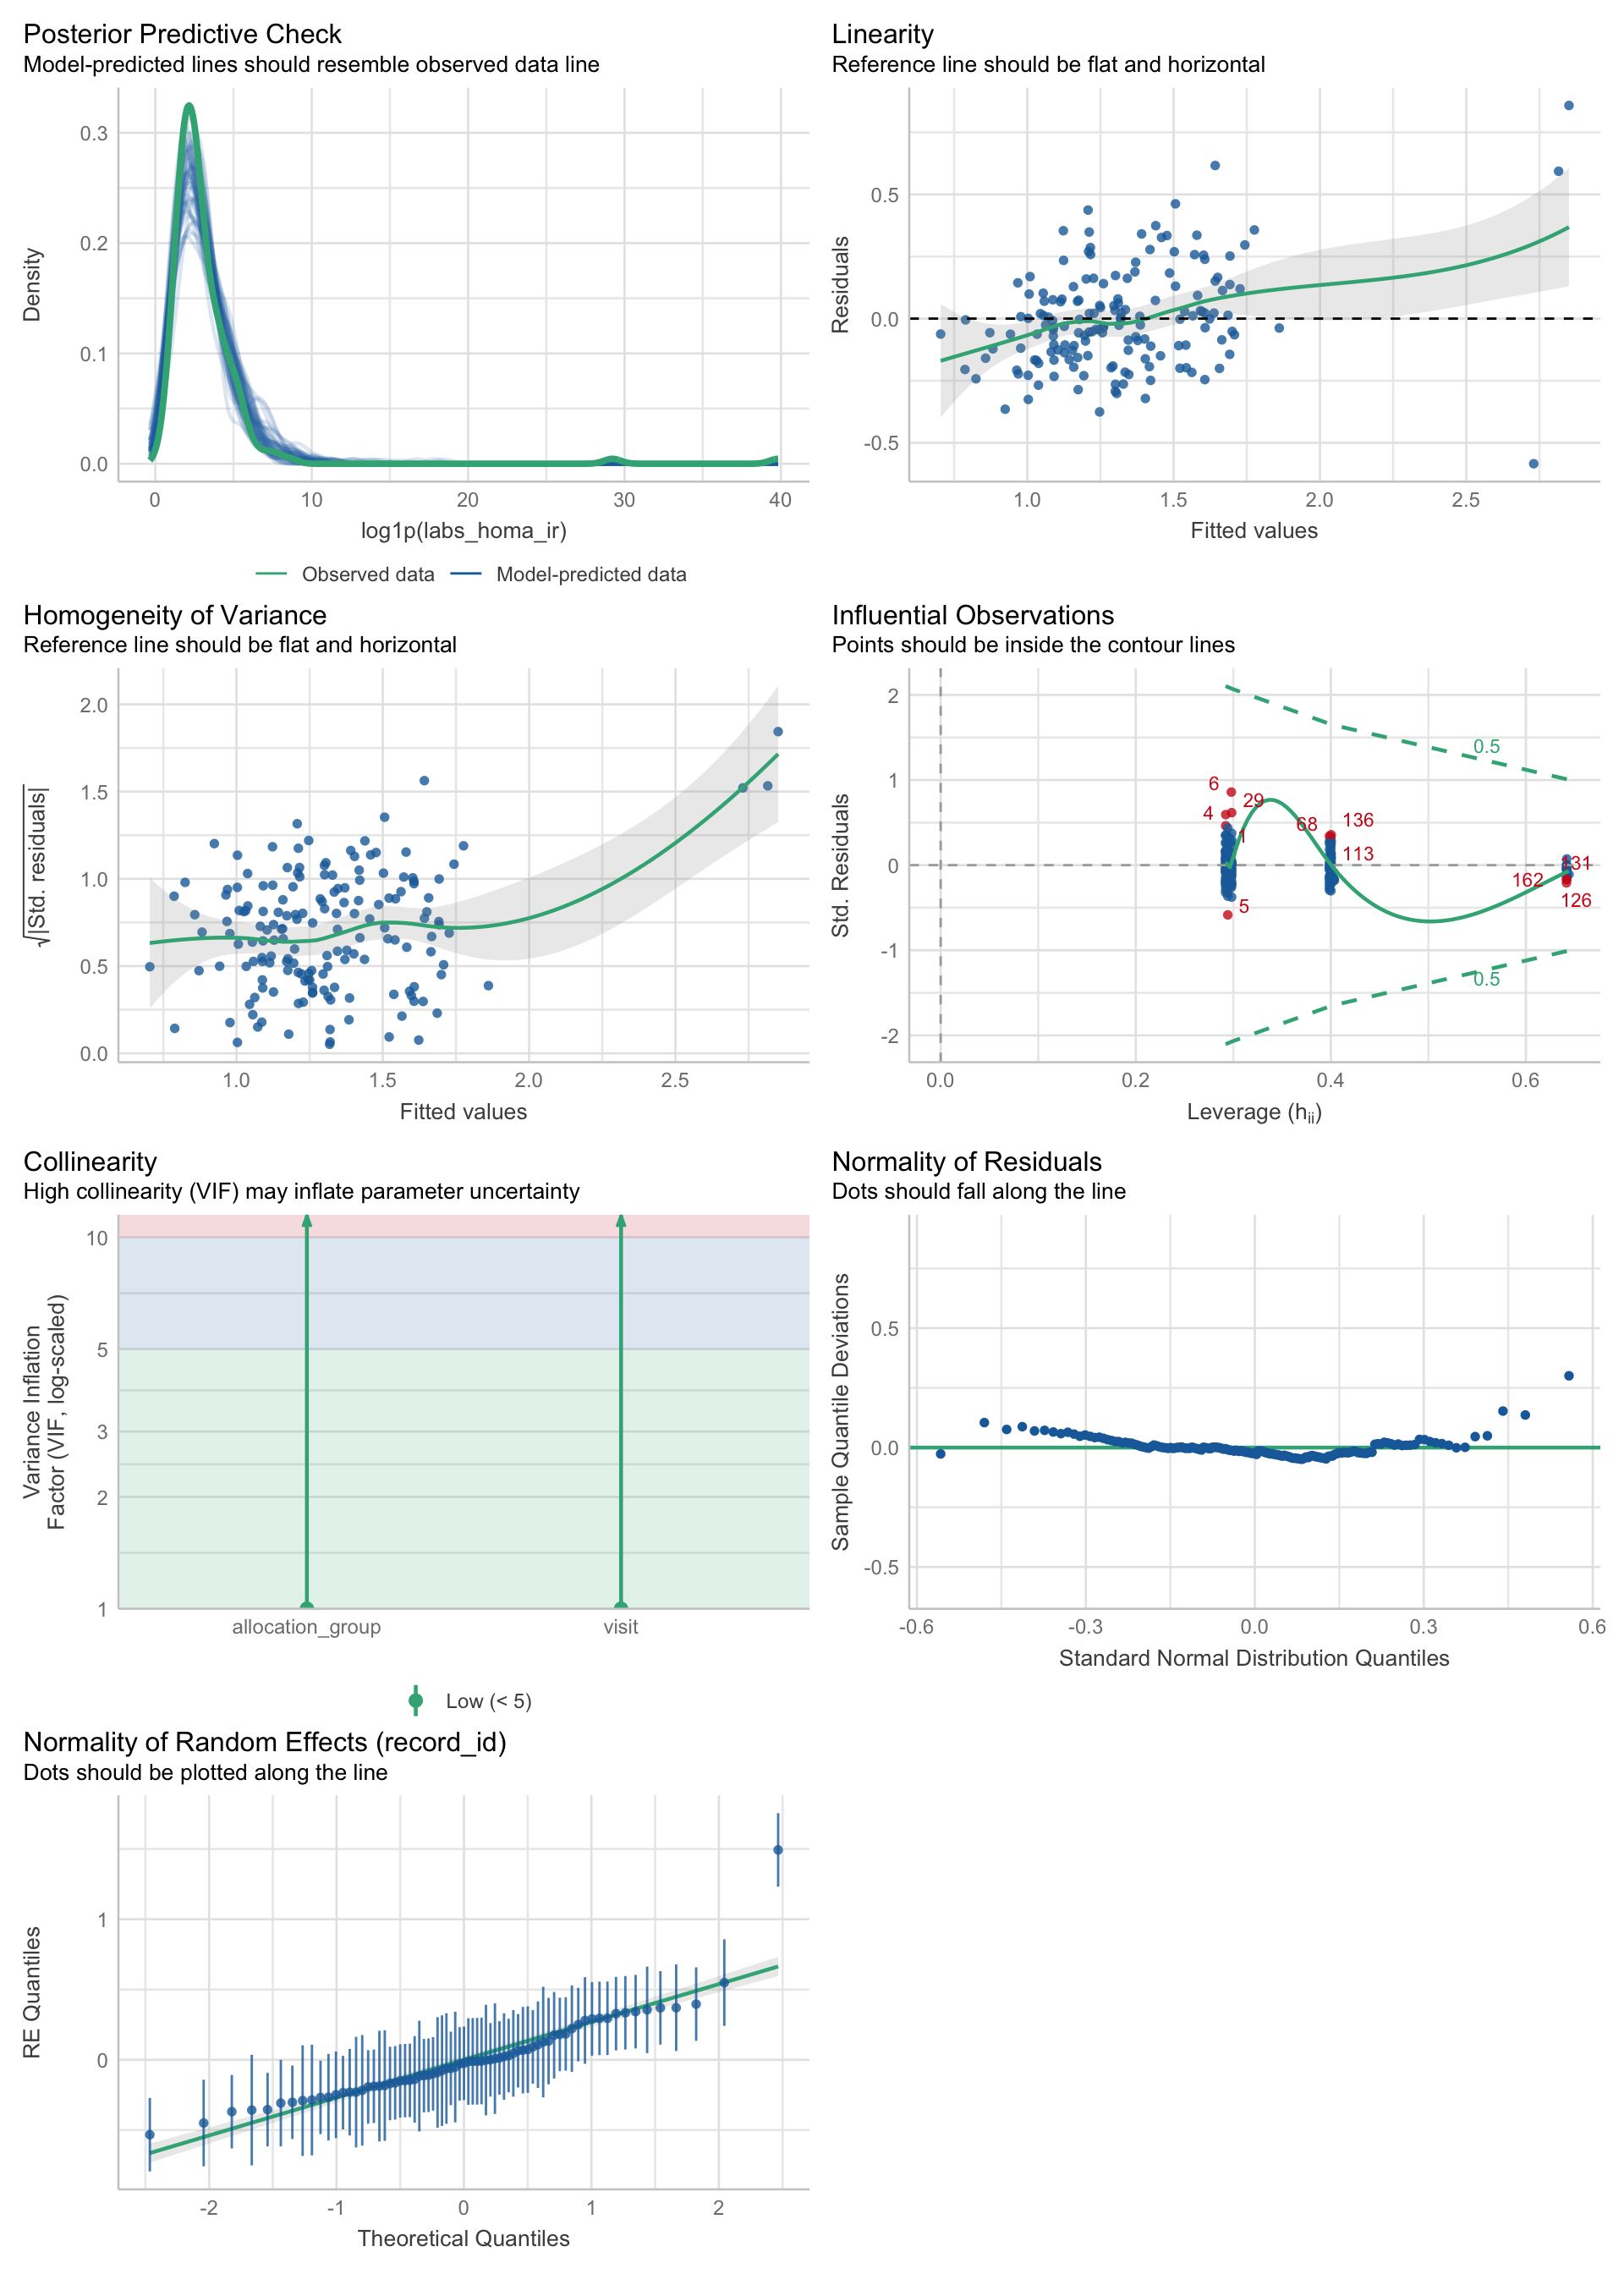 Posterior Predictive Check
Model-predicted lines should resemble observed data line
0.3
0.2
0.1
0.0
Density
0
10
20
30
40
log1p(labs_homa_ir)
Observed data
Model-predicted data
Linearity
Reference line should be flat and horizontal
0.5
0.0
-0.5
Residuals
1.0
1.5
2.0
2.5
Fitted values
Homogeneity of Variance
Reference line should be flat and horizontal
2.0
1.5
1.0
0.5
0.0
√|Std. residuals|
1.0
1.5
2.0
2.5
Fitted values
Influential Observations
Points should be inside the contour lines
2
1
0
-1
-2
Std. Residuals
0.5
6
29
4
1
68
136
113
131
162
126
5
0.5
0.0
0.2
0.4
0.6
Leverage (hii)
Collinearity
High collinearity (VIF) may inflate parameter uncertainty
10
5
3
2
1
Variance Inflation
Factor (VIF, log-scaled)
allocation_group
visit
Low (< 5)
Normality of Residuals
Dots should fall along the line
0.5
0.0
-0.5
Sample Quantile Deviations
-0.6
-0.3
0.0
0.3
0.6
Standard Normal Distribution Quantiles
Normality of Random Effects (record_id)
Dots should be plotted along the line
1
0
RE Quantiles
-2
-1
0
1
2
Theoretical Quantiles